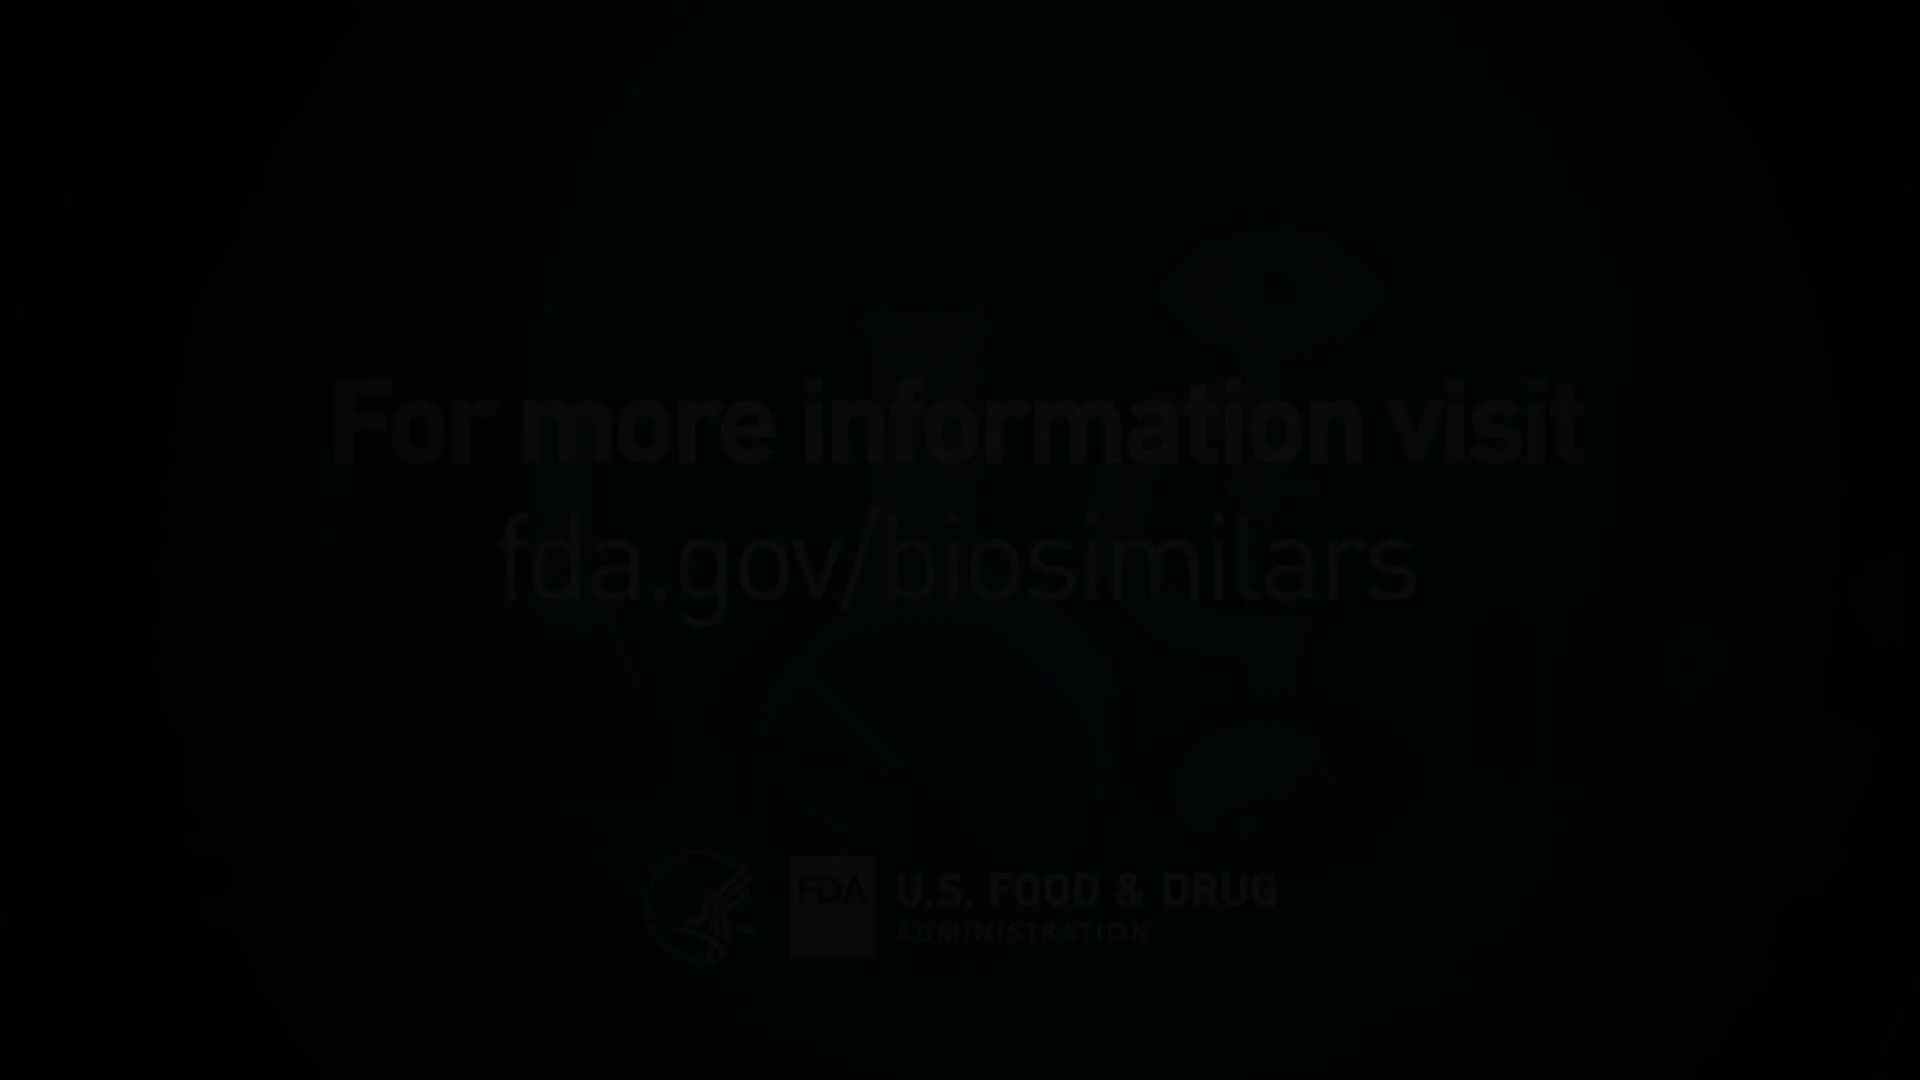 For more information visit
fda.gov/biosimilars
FDA
U.S. FOOD & DRUG
ADMINISTRATION